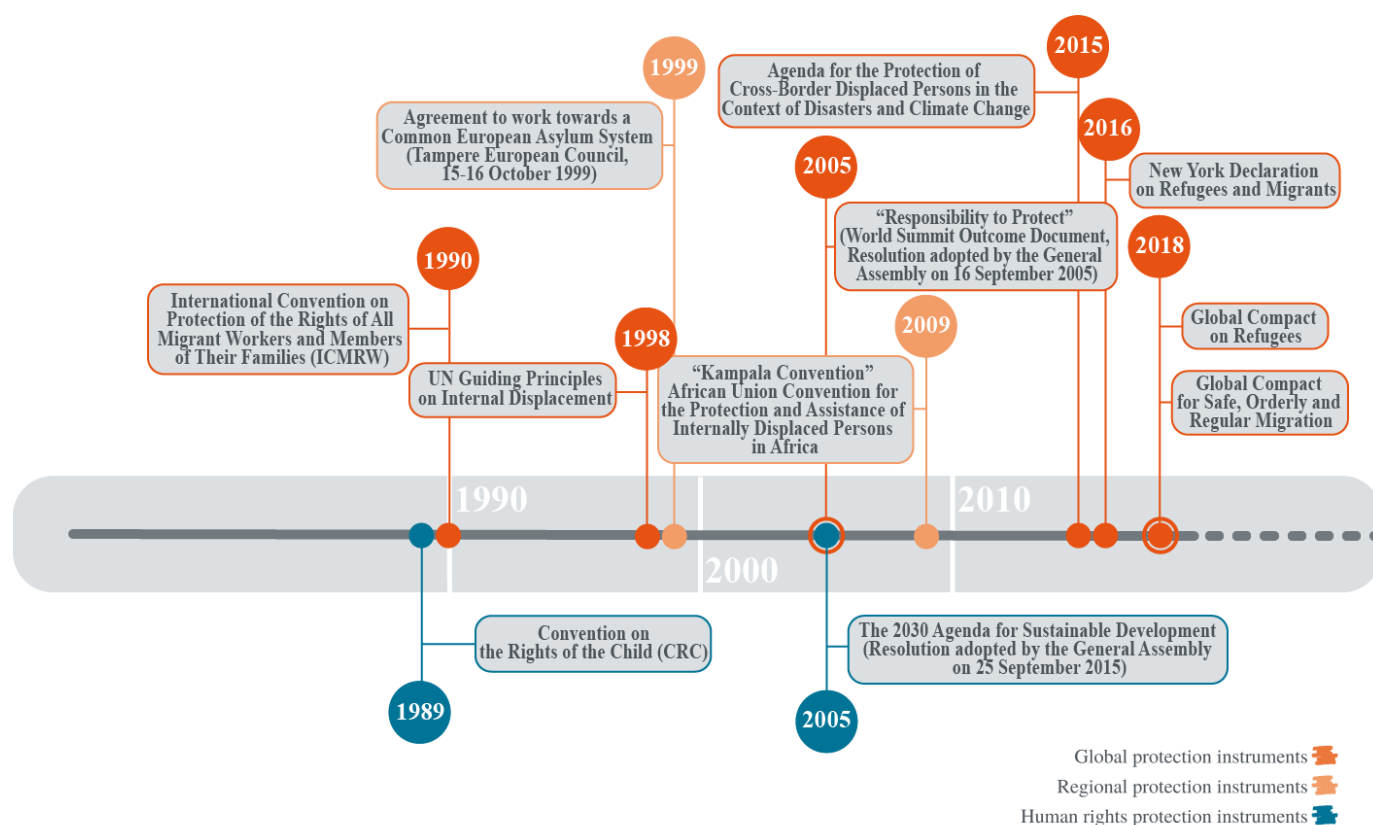 2015
Agenda for the Protection of
Cross-Border Displaced Persons in the
Context of Disasters and Climate Change
1999
Agreement to work towards a
Common European Asylum System
(Tampere European Council,
15-16 October 1999)
2016
New York Declaration
on Refugees and Migrants
2005
“Responsibility to Protect”
(World Summit Outcome Document,
Resolution adopted by the General
Assembly on 16 September 2005)
1990
International Convention on
Protection of the Rights of All
Migrant Workers and Members
of Their Families (ICMRW)
2018
Global Compact
on Refugees
Global Compact
for Safe, Orderly and
Regular Migration
1998
UN Guiding Principles
on Internal Displacement
2009
“Kampala Convention”
African Union Convention for
the Protection and Assistance of
Internally Displaced Persons
in Africa
1990
2000
2010
Convention on
the Rights of the Child (CRC)
1989
The 2030 Agenda for Sustainable Development
(Resolution adopted by the General Assembly
on 25 September 2015)
2005
Global protection instruments
Regional protection instruments
Human rights protection instruments